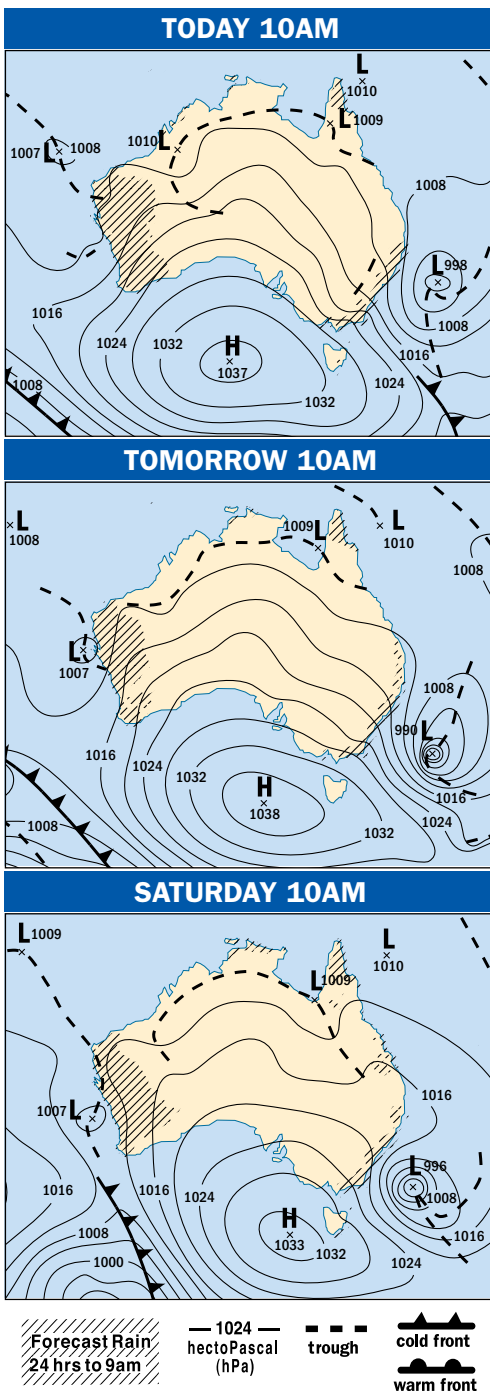 TODAY 10AM
L
1010
L 1009
1010 L
1007 L 1008
1008
L 998
1008
1016
1024
1032
H
1037
1032
1024
1016
1008
TOMORROW 10AM
L
1008
1009 L
L
1010
1008
L
1007
1008
990 L
1016
1024
1032
H
1038
1032
1016
1024
1008
SATURDAY 10AM
L 1009
L
1010
L 1009
1007 L
1016
L 996
1008
1016
1016
1016
1024
H
1033
1032
1024
1008
1000
Forecast Rain
24 hrs to 9am
1024
hectoPascal
(hPa)
trough
cold front
warm front